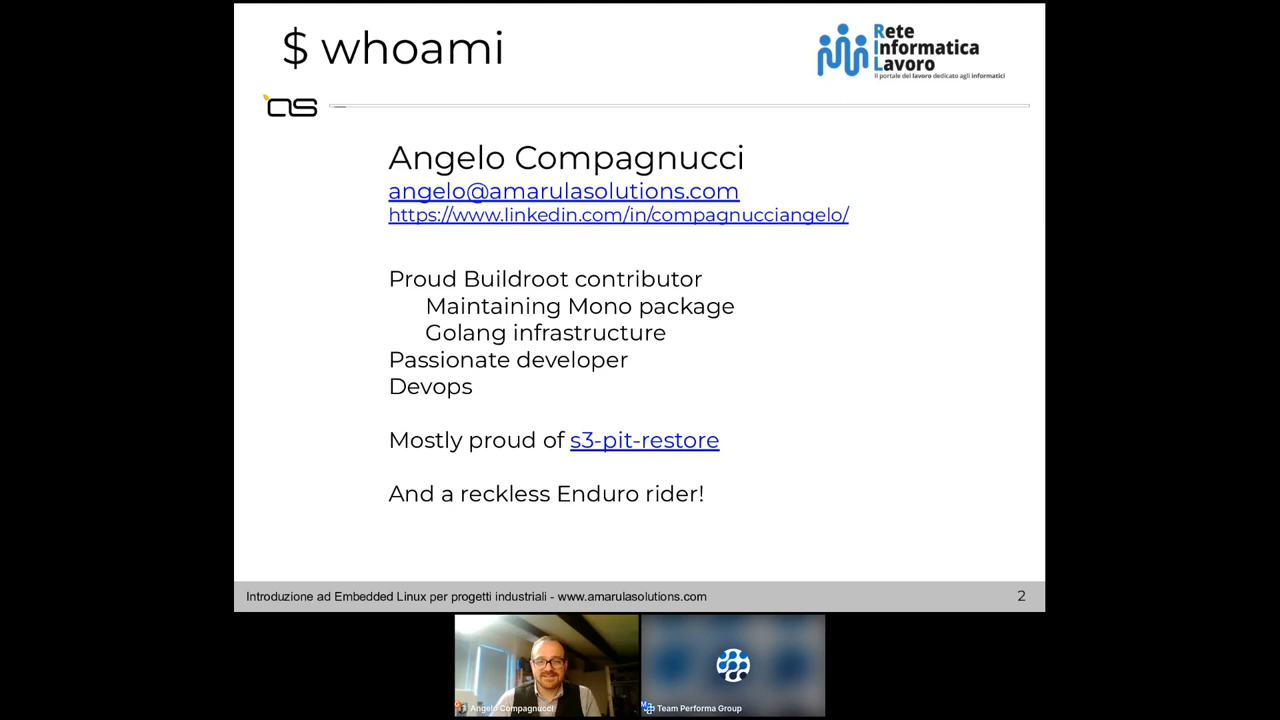 $ whoami
Rete
Informatica
Lavoro
Il portale del lavoro dedicato agli informatici
Angelo Compagnucci
angelo@amarulasolutions.com
https://www.linkedin.com/in/compagnucciangelo/
Proud Buildroot contributor
Maintaining Mono package
Golang infrastructure
Passionate developer
Devops
Mostly proud of s3-pit-restore
And a reckless Enduro rider!
Introduzione ad Embedded Linux per progetti industriali - www.amarulasolutions.com
2
Angelo Compagnucci
Team Performa Group